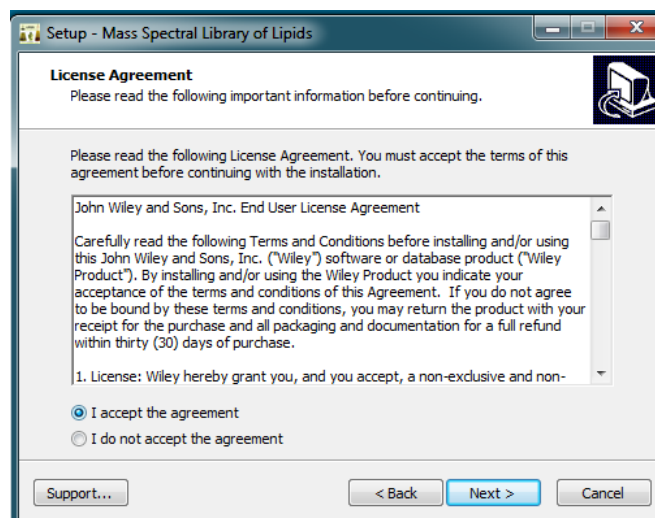 Setup - Mass Spectral Library of Lipids
License Agreement
Please read the following important information before continuing.
Please read the following License Agreement. You must accept the terms of this
agreement before continuing with the installation.
John Wiley and Sons, Inc. End User License Agreement
Carefully read the following Terms and Conditions before installing and/or using
this John Wiley and Sons, Inc. ("Wiley") software or database product ("Wiley
Product"). By installing and/or using the Wiley Product you indicate your
acceptance of the terms and conditions of this Agreement.  If you do not agree
to be bound by these terms and conditions, you may return the product with your
receipt for the purchase and all packaging and documentation for a full refund
within thirty (30) days of purchase.
1. License: Wiley hereby grant you, and you accept, a non-exclusive and non-
I accept the agreement
I do not accept the agreement
Support... < Back Next > Cancel